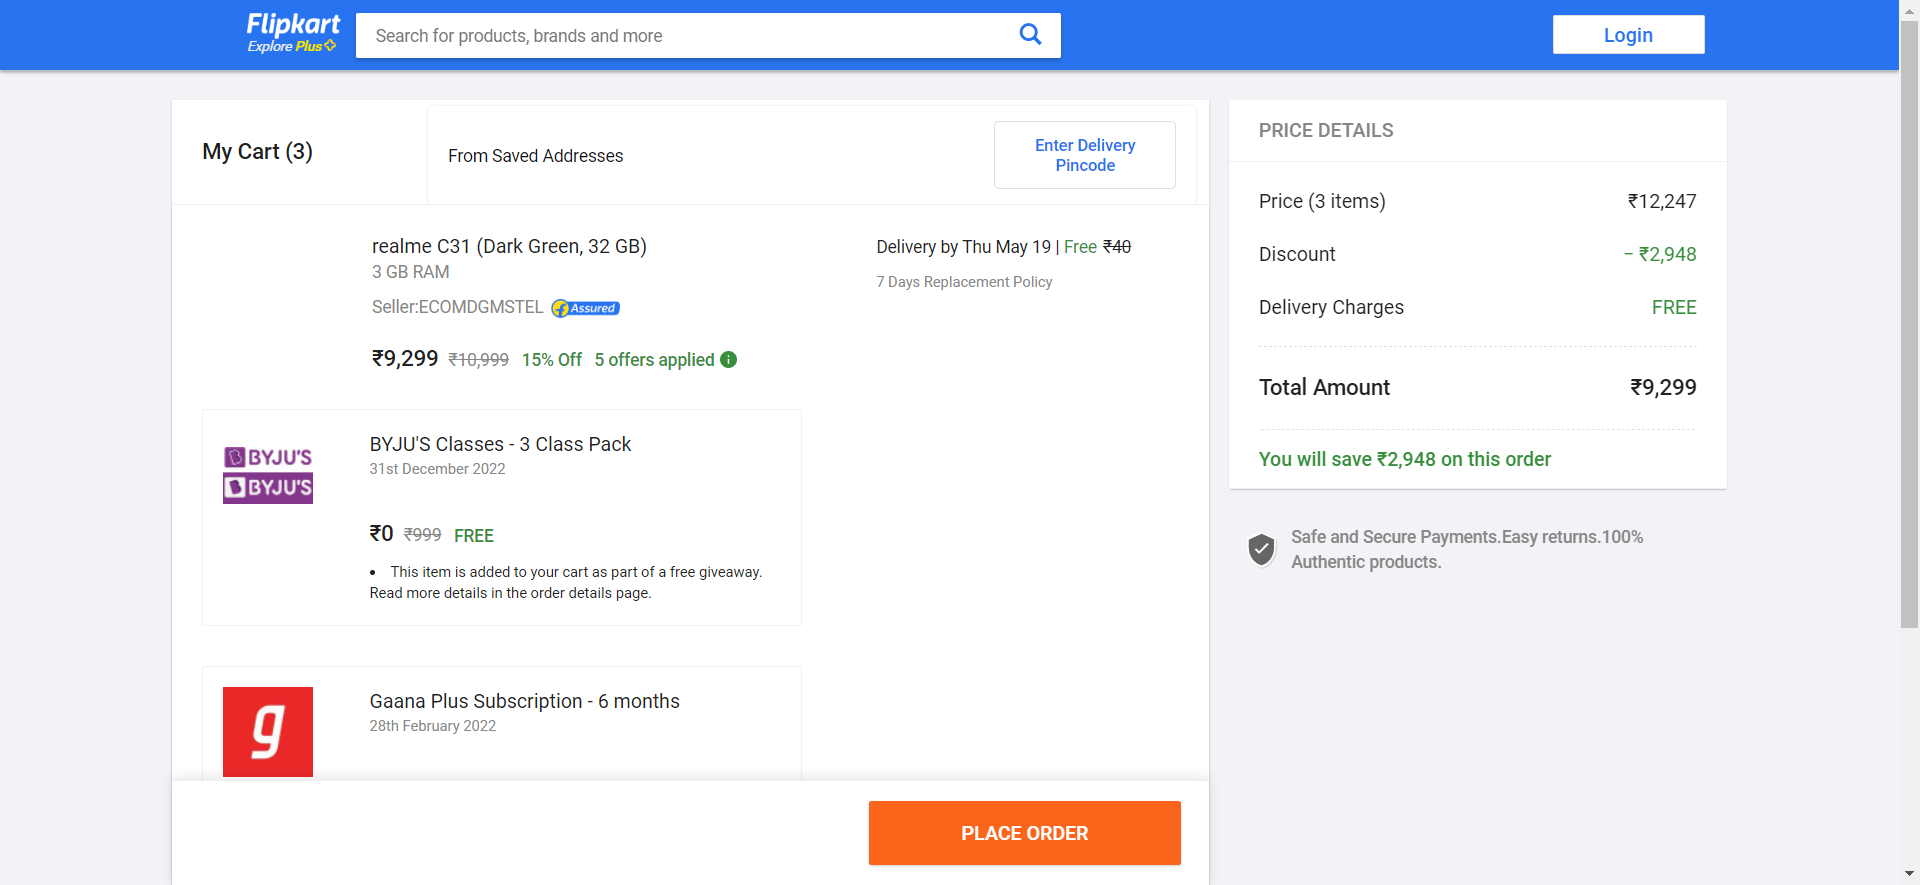 Flipkart
Explore Plus
Search for products, brands and more
Login
My Cart (3)
From Saved Addresses
Enter Delivery
Pincode
realme C31 (Dark Green, 32 GB)
3 GB RAM
Seller:ECOMDGMSTEL
Assured
₹9,299 ₹10,999 15% Off 5 offers applied
Delivery by Thu May 19 | Free ₹40
7 Days Replacement Policy
BYJU'S
BYJU'S
BYJU'S Classes - 3 Class Pack
31st December 2022
₹0 ₹999 FREE
• This item is added to your cart as part of a free giveaway.
Read more details in the order details page.
g
Gaana Plus Subscription - 6 months
28th February 2022
PLACE ORDER
PRICE DETAILS
Price (3 items) ₹12,247
Discount − ₹2,948
Delivery Charges FREE
Total Amount ₹9,299
You will save ₹2,948 on this order
Safe and Secure Payments.Easy returns.100%
Authentic products.